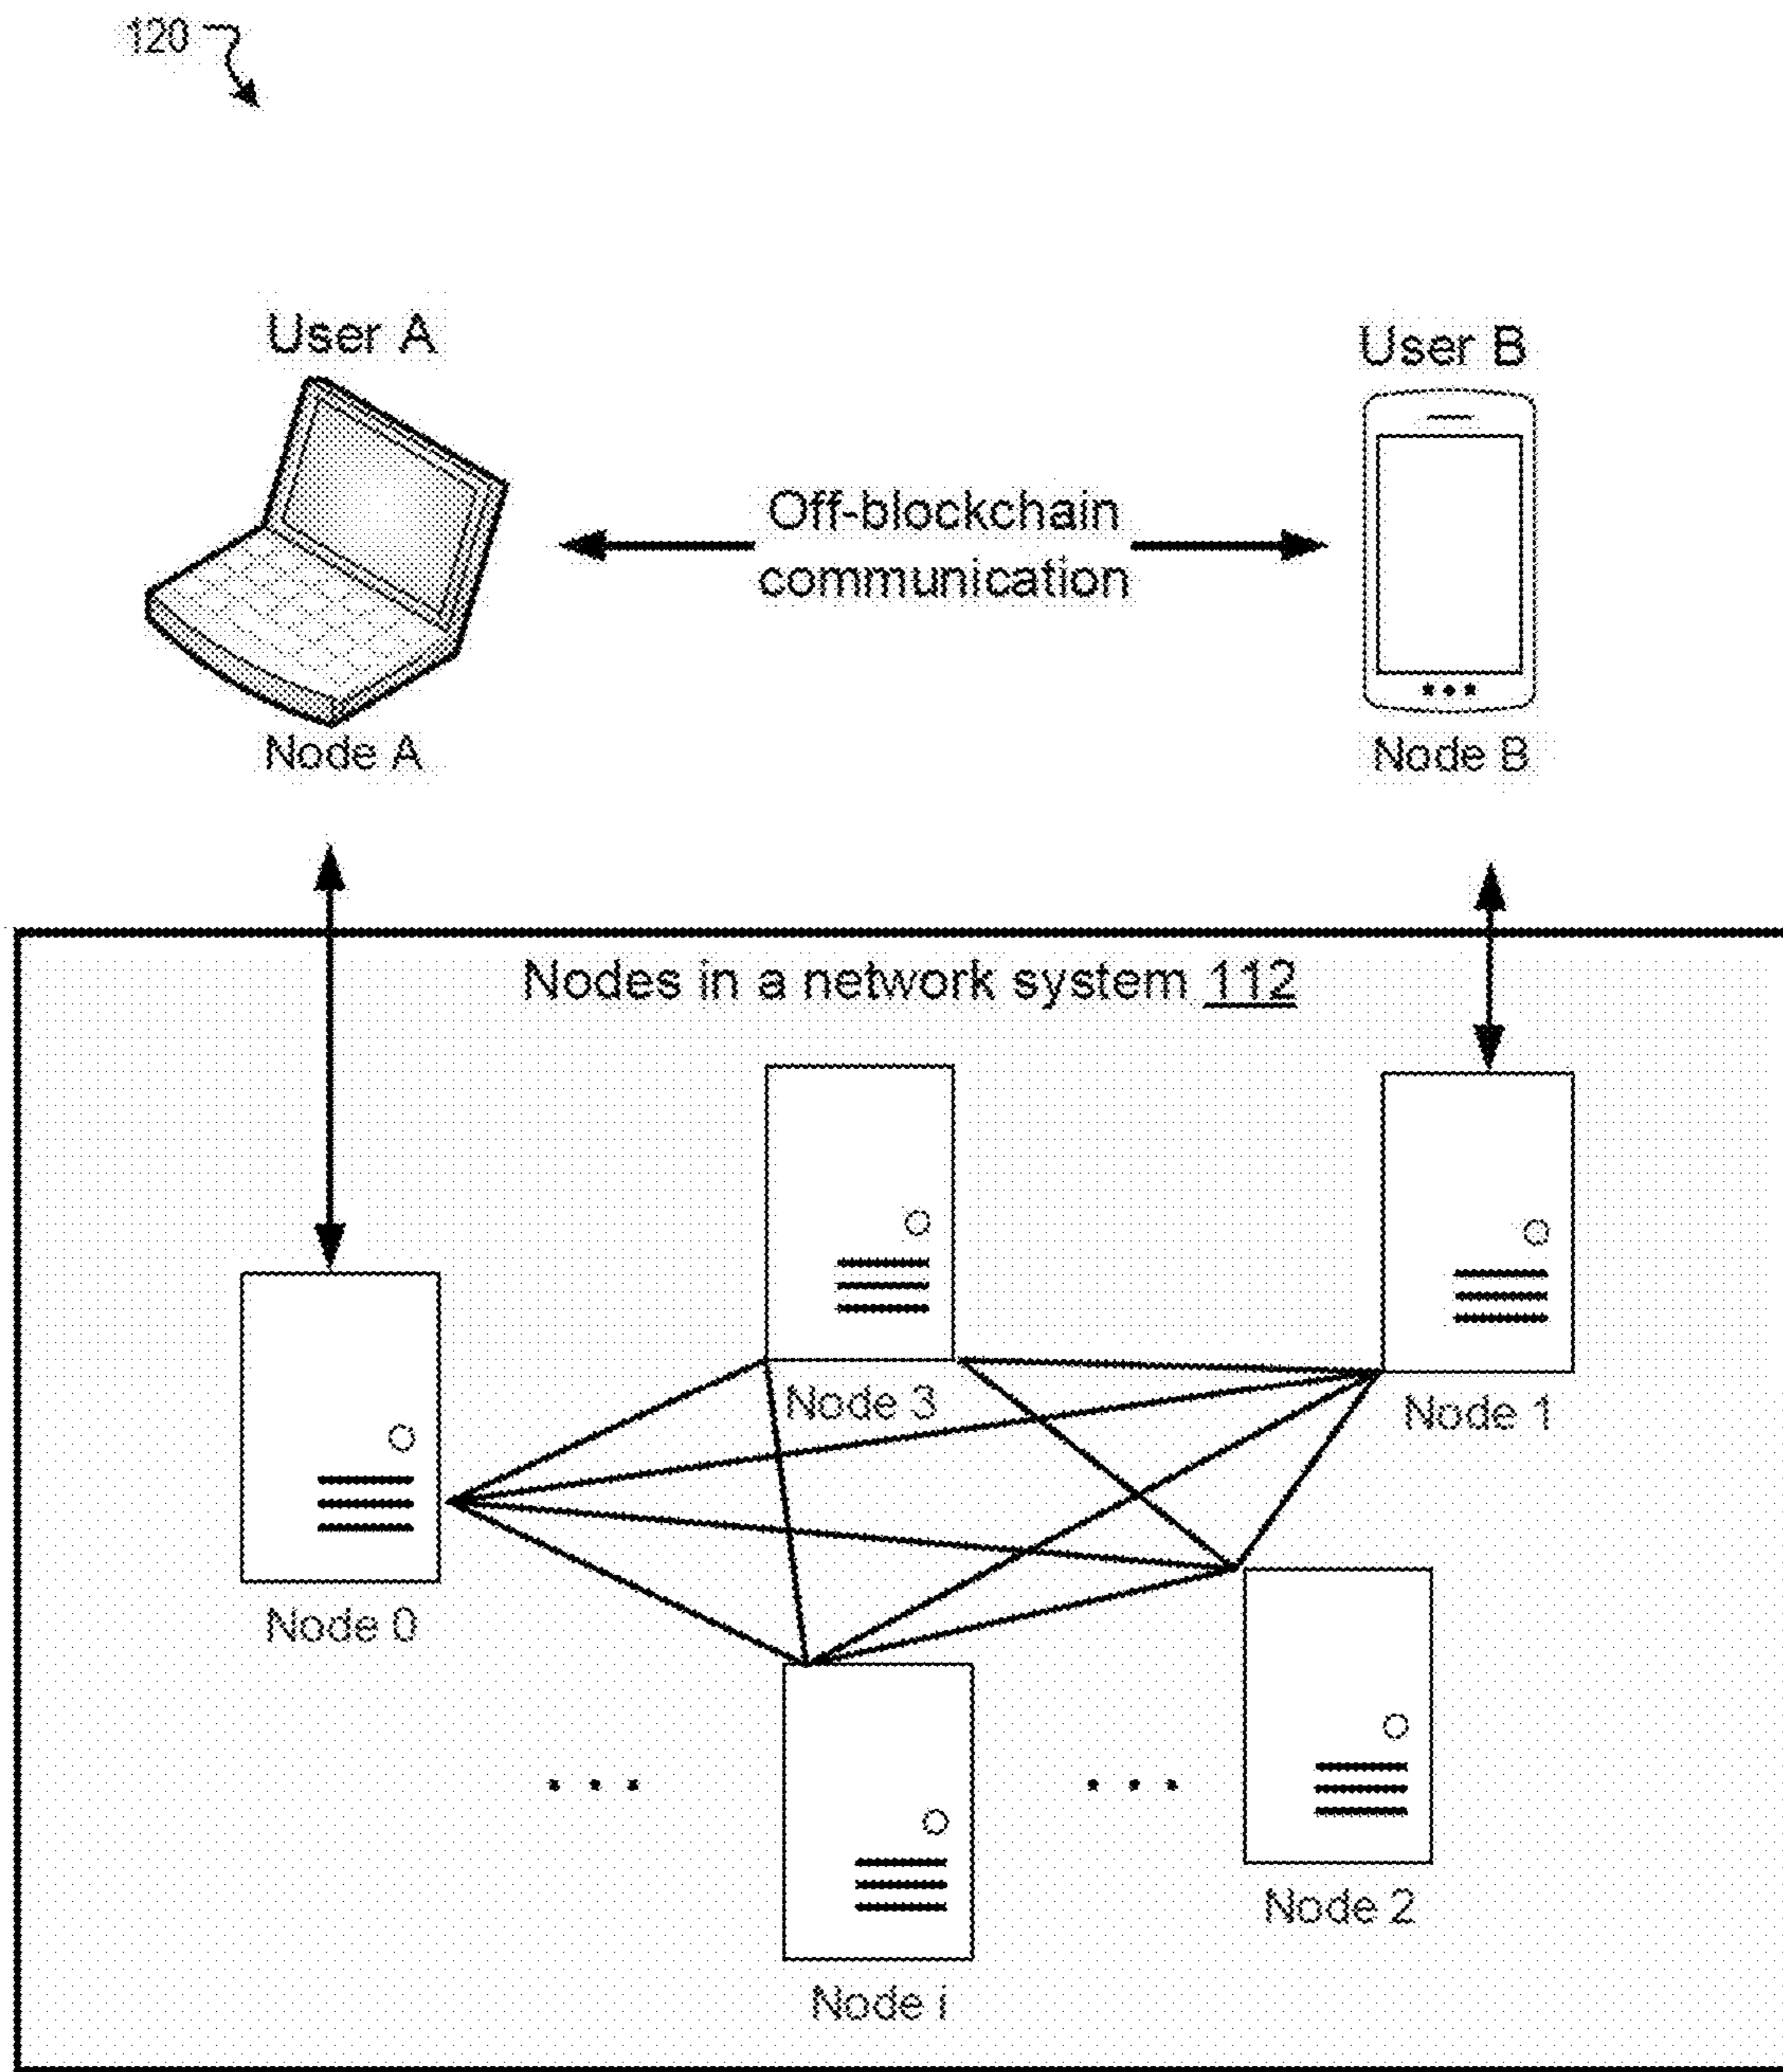 120
User A
User B
Off-blockchain
communication
Node A
Node B
Nodes in a network system 112
Node 3
Node 1
Node 0
Node 2
Node i